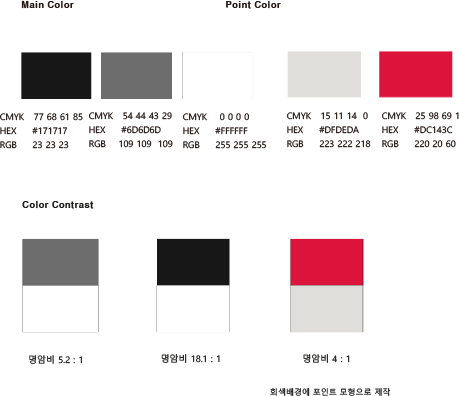 Main Color
Point Color
CMYK 77 68 61 85
HEX #171717
RGB 23 23 23
CMYK 54 44 43 29
HEX #6D6D6D
RGB 109 109 109
CMYK 0 0 0 0
HEX #FFFFFF
RGB 255 255 255
CMYK 15 11 14 0
HEX #DFDEDA
RGB 223 222 218
CMYK 25 98 69 1
HEX #DC143C
RGB 220 20 60
Color Contrast
명암비 5.2 : 1
명암비 18.1 : 1
명암비 4 : 1
회색배경에 포인트 모형으로 제작